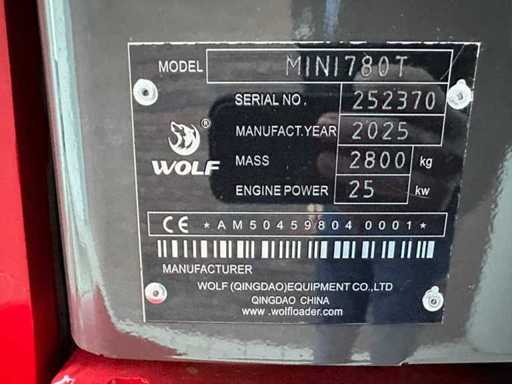 MODEL MINI780T
SERIAL NO. 252370
MANUFACT.YEAR 2025
MASS 2800 kg
ENGINE POWER 25 kw
®
WOLF
CE *AM50459804 0001*
MANUFACTURER
WOLF (QINGDAO)EQUIPMENT CO.,LTD
QINGDAO CHINA
www.wolfloader.com